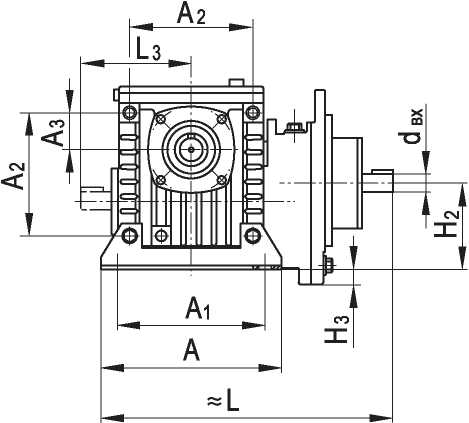 A₂
L₃
A₃
A₂
dвх
H₂
A₁
H₃
A
≈L